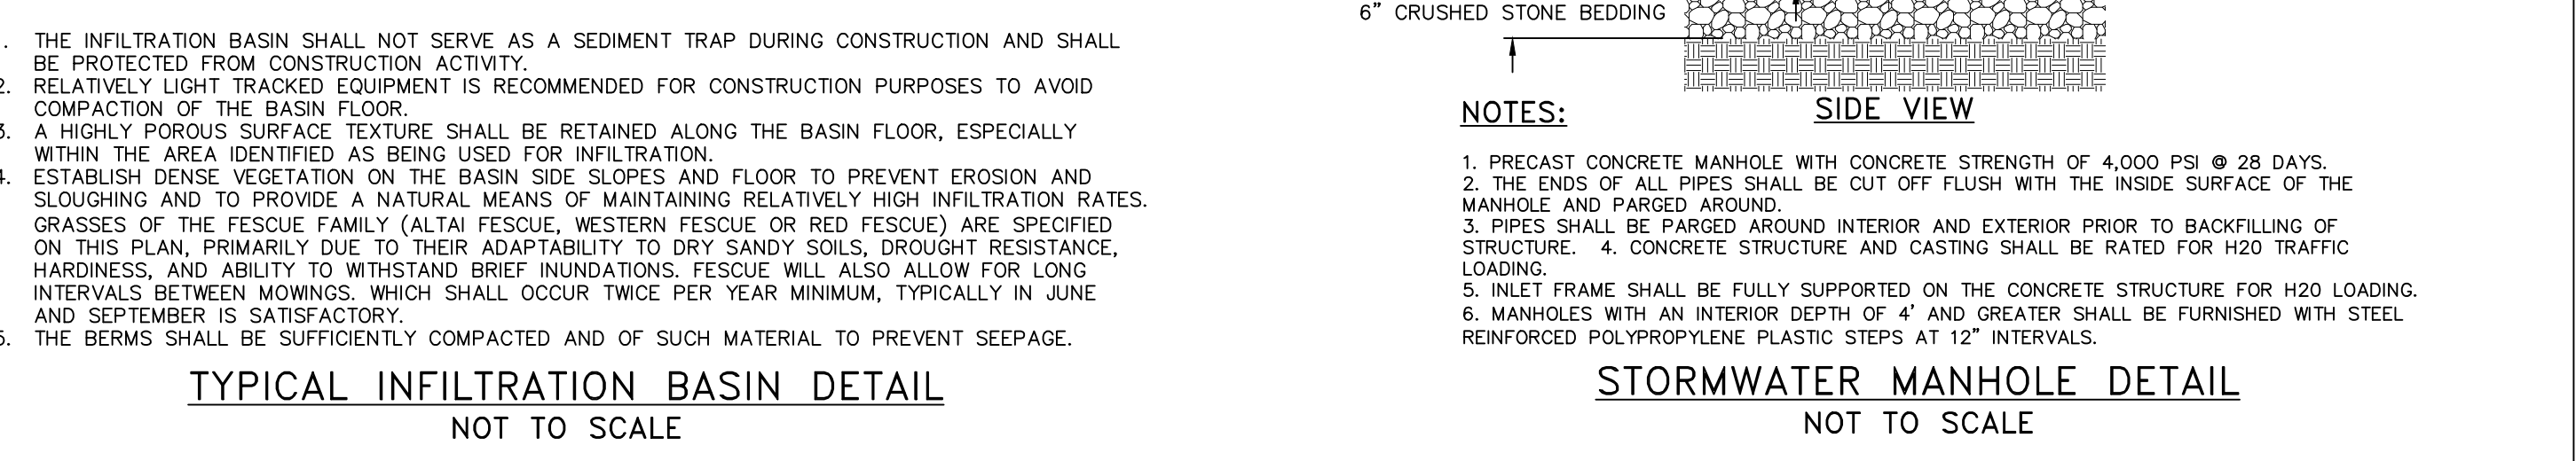 . THE INFILTRATION BASIN SHALL NOT SERVE AS A SEDIMENT TRAP DURING CONSTRUCTION AND SHALL
BE PROTECTED FROM CONSTRUCTION ACTIVITY.
2. RELATIVELY LIGHT TRACKED EQUIPMENT IS RECOMMENDED FOR CONSTRUCTION PURPOSES TO AVOID
COMPACTION OF THE BASIN FLOOR.
3. A HIGHLY POROUS SURFACE TEXTURE SHALL BE RETAINED ALONG THE BASIN FLOOR, ESPECIALLY
WITHIN THE AREA IDENTIFIED AS BEING USED FOR INFILTRATION.
4. ESTABLISH DENSE VEGETATION ON THE BASIN SIDE SLOPES AND FLOOR TO PREVENT EROSION AND
SLOUGHING AND TO PROVIDE A NATURAL MEANS OF MAINTAINING RELATIVELY HIGH INFILTRATION RATES.
GRASSES OF THE FESCUE FAMILY (ALTAI FESCUE, WESTERN FESCUE OR RED FESCUE) ARE SPECIFIED
ON THIS PLAN, PRIMARILY DUE TO THEIR ADAPTABILITY TO DRY SANDY SOILS, DROUGHT RESISTANCE,
HARDINESS, AND ABILITY TO WITHSTAND BRIEF INUNDATIONS. FESCUE WILL ALSO ALLOW FOR LONG
INTERVALS BETWEEN MOWINGS. WHICH SHALL OCCUR TWICE PER YEAR MINIMUM, TYPICALLY IN JUNE
AND SEPTEMBER IS SATISFACTORY.
5. THE BERMS SHALL BE SUFFICIENTLY COMPACTED AND OF SUCH MATERIAL TO PREVENT SEEPAGE.
TYPICAL INFILTRATION BASIN DETAIL
NOT TO SCALE
6" CRUSHED STONE BEDDING
SIDE VIEW
NOTES:
1. PRECAST CONCRETE MANHOLE WITH CONCRETE STRENGTH OF 4,000 PSI @ 28 DAYS.
2. THE ENDS OF ALL PIPES SHALL BE CUT OFF FLUSH WITH THE INSIDE SURFACE OF THE
MANHOLE AND PARGED AROUND.
3. PIPES SHALL BE PARGED AROUND INTERIOR AND EXTERIOR PRIOR TO BACKFILLING OF
STRUCTURE. 4. CONCRETE STRUCTURE AND CASTING SHALL BE RATED FOR H20 TRAFFIC
LOADING.
5. INLET FRAME SHALL BE FULLY SUPPORTED ON THE CONCRETE STRUCTURE FOR H20 LOADING.
6. MANHOLES WITH AN INTERIOR DEPTH OF 4' AND GREATER SHALL BE FURNISHED WITH STEEL
REINFORCED POLYPROPYLENE PLASTIC STEPS AT 12" INTERVALS.
STORMWATER MANHOLE DETAIL
NOT TO SCALE